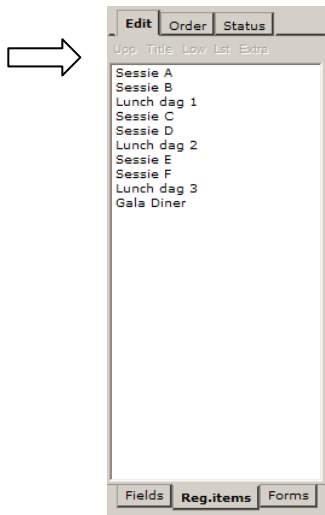 Edit Order Status
Upp Title Low Lst Extre
Sessie A
Sessie B
Lunch dag 1
Sessie C
Sessie D
Lunch dag 2
Sessie E
Sessie F
Lunch dag 3
Gala Diner
Fields Reg.items Forms